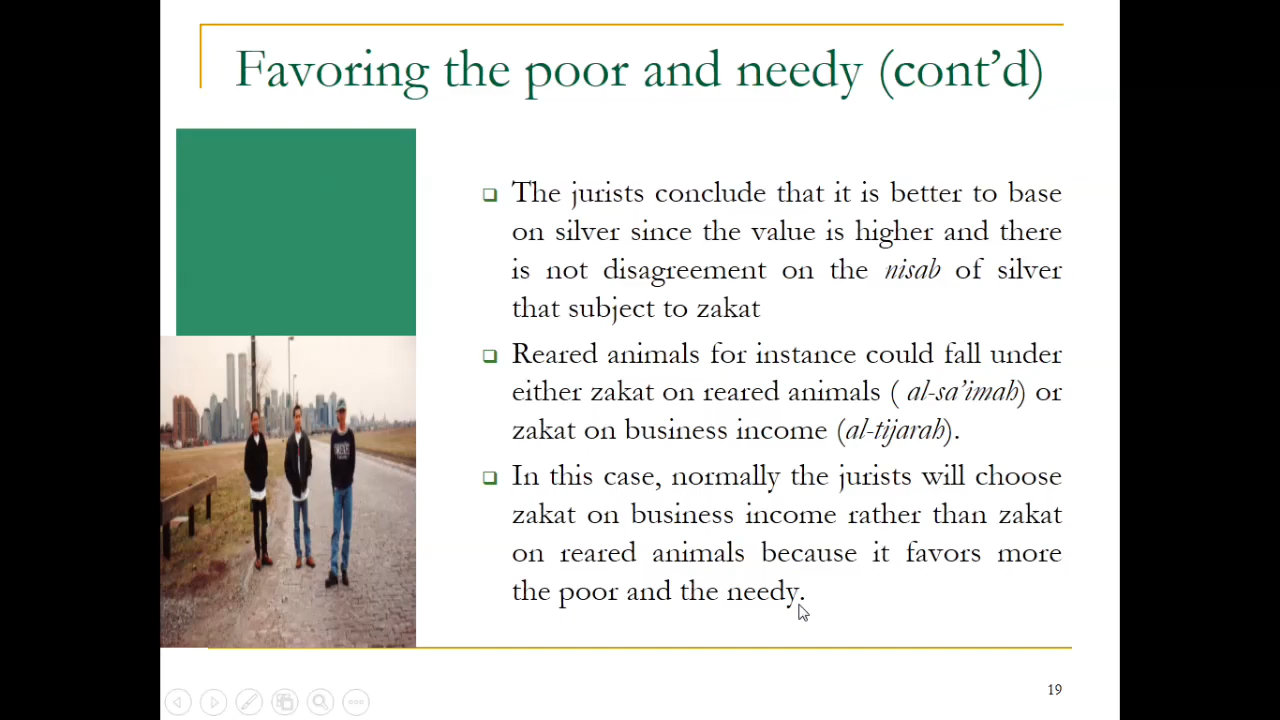 Favoring the poor and needy (cont’d)
❑ The jurists conclude that it is better to base
on silver since the value is higher and there
is not disagreement on the nisab of silver
that subject to zakat
❑ Reared animals for instance could fall under
either zakat on reared animals ( al-sa’imah) or
zakat on business income (al-tijarah).
❑ In this case, normally the jurists will choose
zakat on business income rather than zakat
on reared animals because it favors more
the poor and the needy.
19